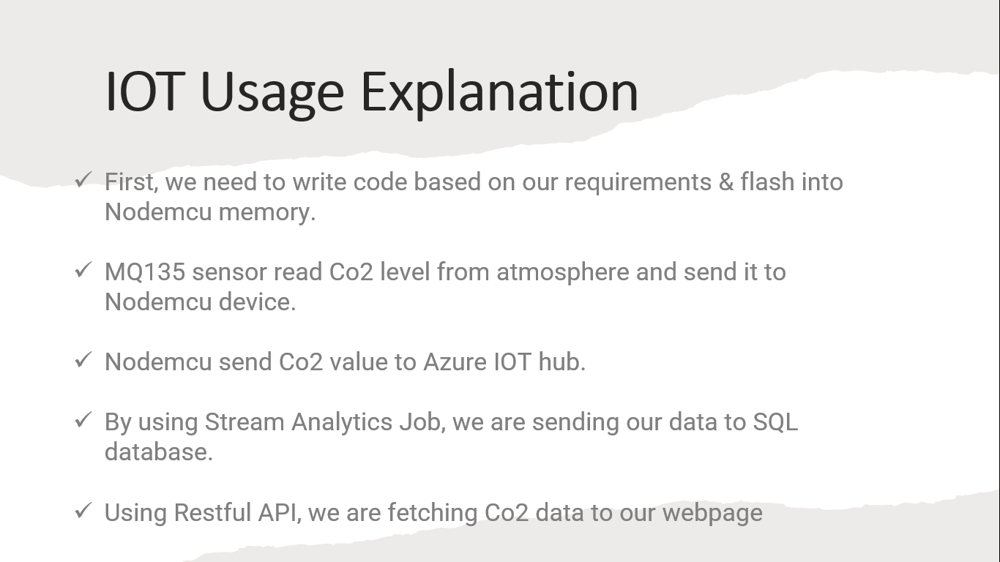 IOT Usage Explanation
✓ First, we need to write code based on our requirements & flash into
Nodemcu memory.
✓ MQ135 sensor read Co2 level from atmosphere and send it to
Nodemcu device.
✓ Nodemcu send Co2 value to Azure IOT hub.
✓ By using Stream Analytics Job, we are sending our data to SQL
database.
✓ Using Restful API, we are fetching Co2 data to our webpage